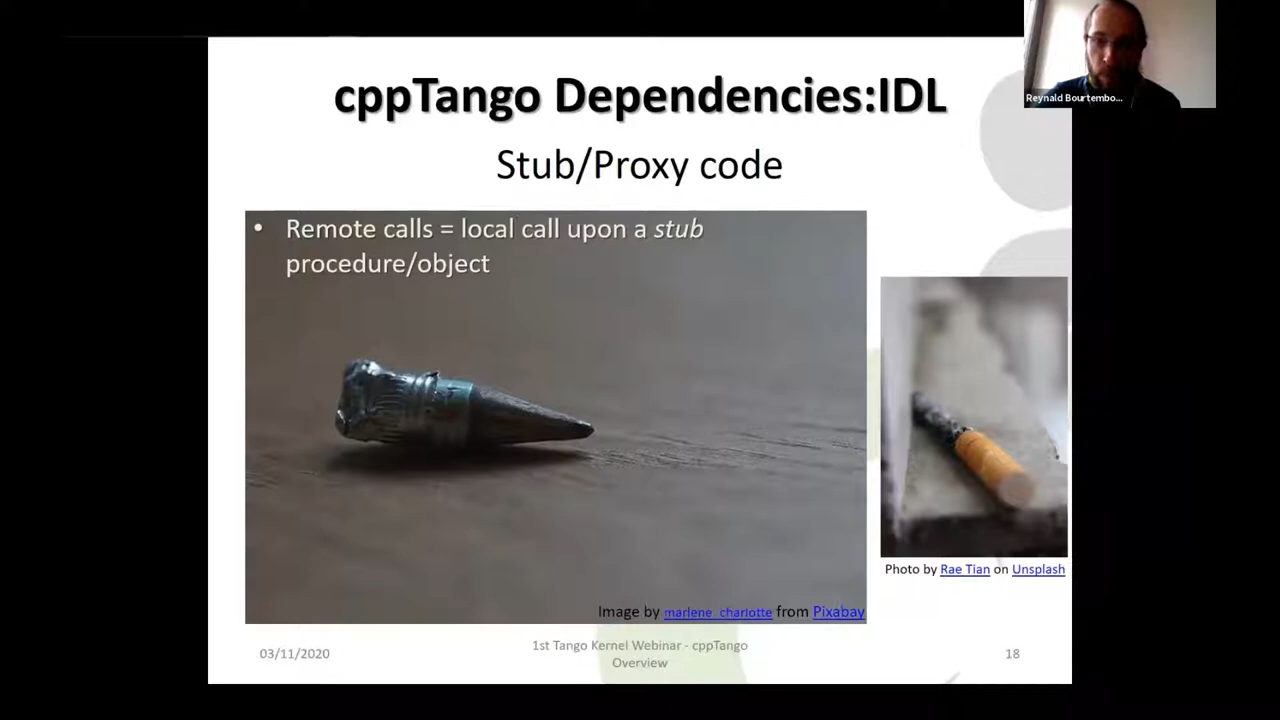 cppTango Dependencies:IDL
Reynald Bourtembo...
Stub/Proxy code
• Remote calls = local call upon a stub
procedure/object
Photo by Rae Tian on Unsplash
Image by marlene_charlotte from Pixabay
03/11/2020
1st Tango Kernel Webinar - cppTango
Overview
18